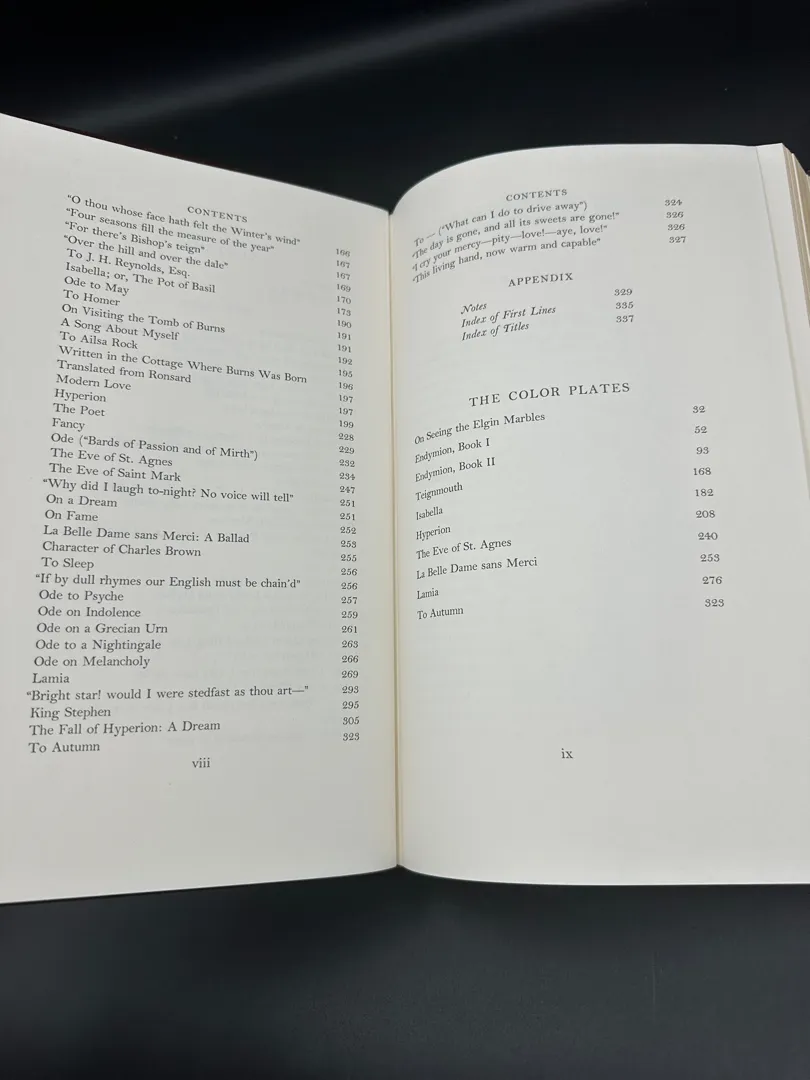 CONTENTS
"O thou whose face hath felt the Winter's wind" 166
"Four seasons fill the measure of the year" 167
"For there's Bishop's teign" 167
"Over the hill and over the dale" 169
To J. H. Reynolds, Esq. 170
Isabella; or, The Pot of Basil 173
Ode to May 190
To Homer 191
On Visiting the Tomb of Burns 191
A Song About Myself 192
To Ailsa Rock 195
Written in the Cottage Where Burns Was Born 196
Translated from Ronsard 197
Modern Love 197
Hyperion 199
The Poet 228
Fancy 229
Ode ("Bards of Passion and of Mirth") 232
The Eve of St. Agnes 234
The Eve of Saint Mark 247
"Why did I laugh to-night? No voice will tell" 251
On a Dream 251
On Fame 252
La Belle Dame sans Merci: A Ballad 253
Character of Charles Brown 255
To Sleep 256
"If by dull rhymes our English must be chain'd" 256
Ode to Psyche 257
Ode on Indolence 259
Ode on a Grecian Urn 261
Ode to a Nightingale 263
Ode on Melancholy 266
Lamia 269
"Bright star! would I were stedfast as thou art—" 293
King Stephen 295
The Fall of Hyperion: A Dream 305
To Autumn 323
viii
CONTENTS
To — ("What can I do to drive away") 324
"The day is gone, and all its sweets are gone!" 326
"I cry your mercy—pity—love!—aye, love!" 326
"This living hand, now warm and capable" 327
APPENDIX
Notes 329
Index of First Lines 335
Index of Titles 337
THE COLOR PLATES
On Seeing the Elgin Marbles 32
Endymion, Book I 52
Endymion, Book II 93
Teignmouth 168
Isabella 182
Hyperion 208
The Eve of St. Agnes 240
La Belle Dame sans Merci 253
Lamia 276
To Autumn 323
ix